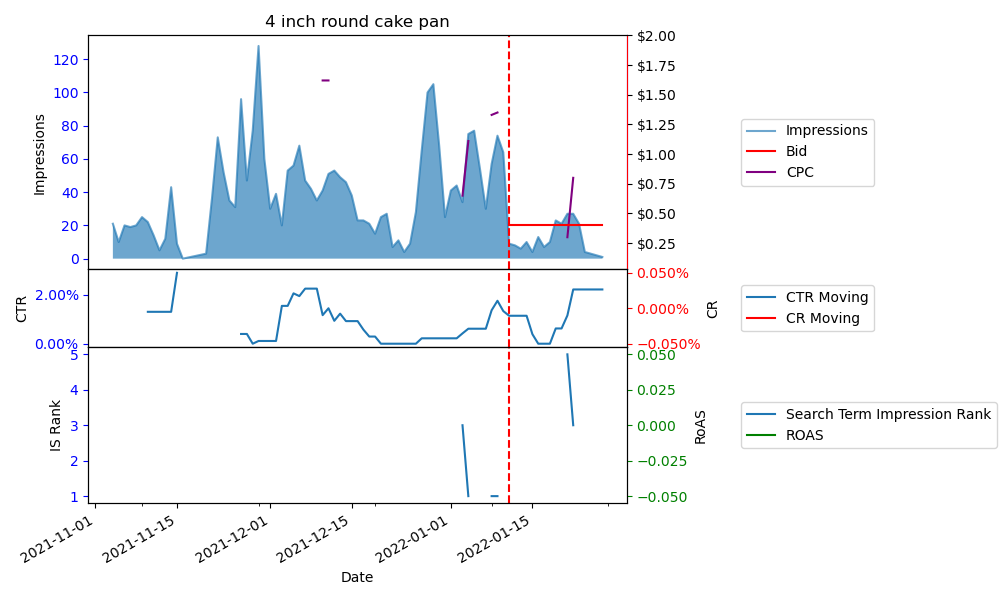 4 inch round cake pan
Impressions
120
100
80
60
40
20
0
$2.00
$1.75
$1.50
$1.25
$1.00
$0.75
$0.50
$0.25
Impressions
Bid
CPC
CTR
2.00%
0.00%
0.050%
0.000%
−0.050%
CR
CTR Moving
CR Moving
IS Rank
5
4
3
2
1
0.050
0.025
0.000
−0.025
−0.050
RoAS
Search Term Impression Rank
ROAS
2021-11-01
2021-11-15
2021-12-01
2021-12-15
2022-01-01
2022-01-15
Date